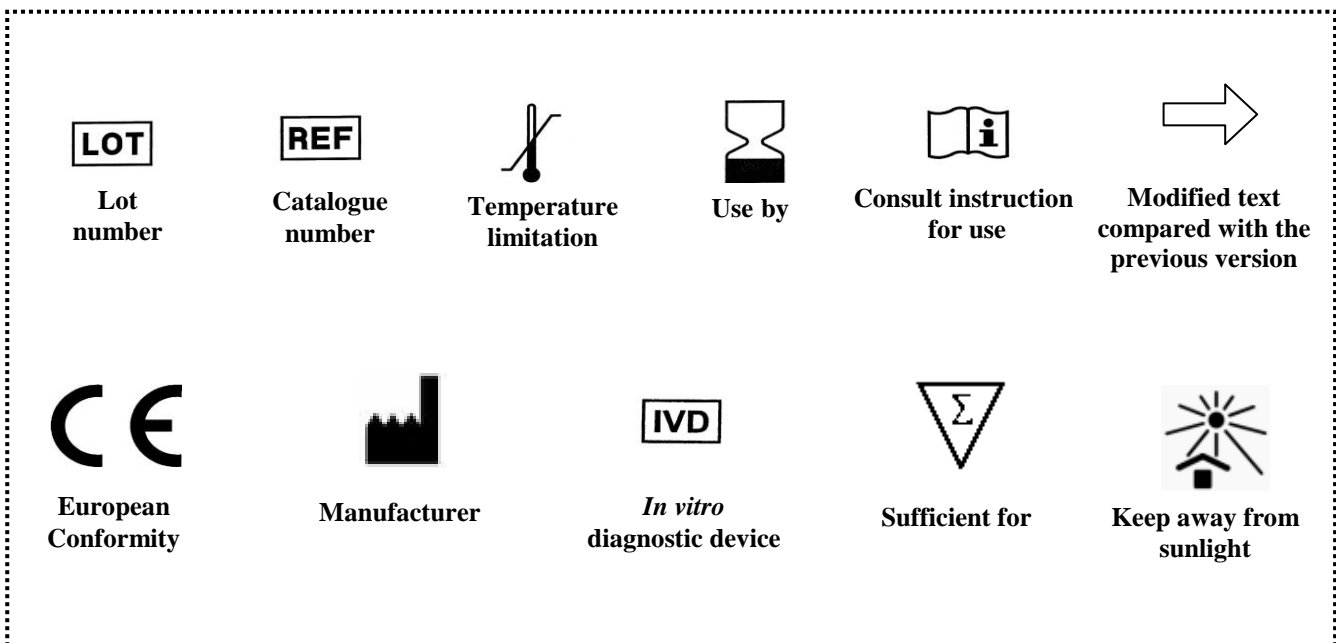 LOT
REF
i
Lot
number
Catalogue
number
Temperature
limitation
Use by
Consult instruction
for use
Modified text
compared with the
previous version
CE
IVD
Σ
European
Conformity
Manufacturer
In vitro
diagnostic device
Sufficient for
Keep away from
sunlight